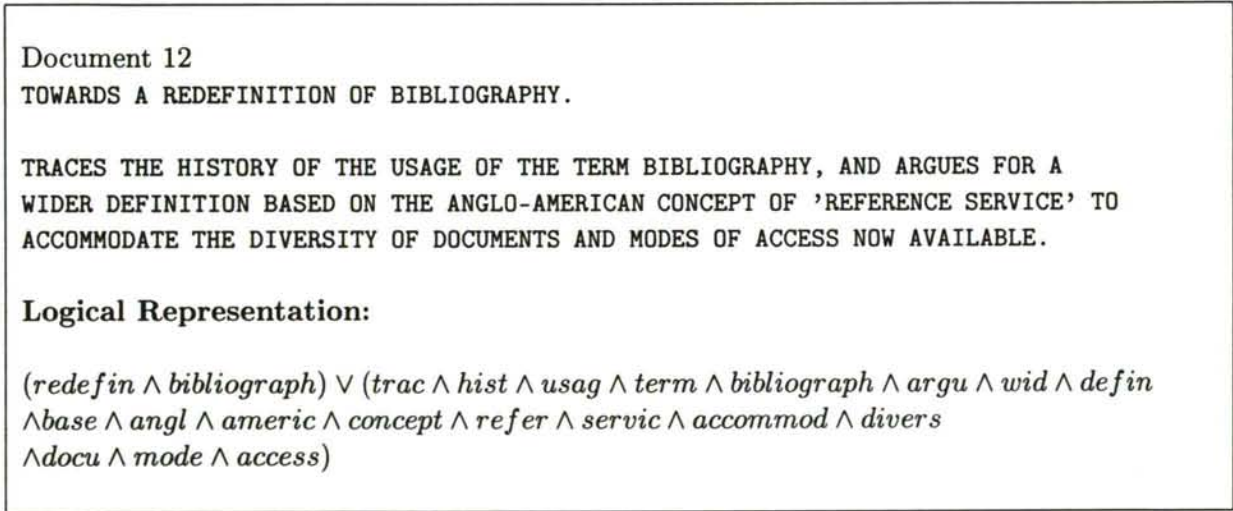 Document 12
TOWARDS A REDEFINITION OF BIBLIOGRAPHY.
TRACES THE HISTORY OF THE USAGE OF THE TERM BIBLIOGRAPHY, AND ARGUES FOR A
WIDER DEFINITION BASED ON THE ANGLO-AMERICAN CONCEPT OF 'REFERENCE SERVICE' TO
ACCOMMODATE THE DIVERSITY OF DOCUMENTS AND MODES OF ACCESS NOW AVAILABLE.
Logical Representation:
(redefin ∧ bibliograph) ∨ (trac ∧ hist ∧ usag ∧ term ∧ bibliograph ∧ argu ∧ wid ∧ defin
∧base ∧ angl ∧ americ ∧ concept ∧ refer ∧ servic ∧ accommod ∧ divers
∧docu ∧ mode ∧ access)